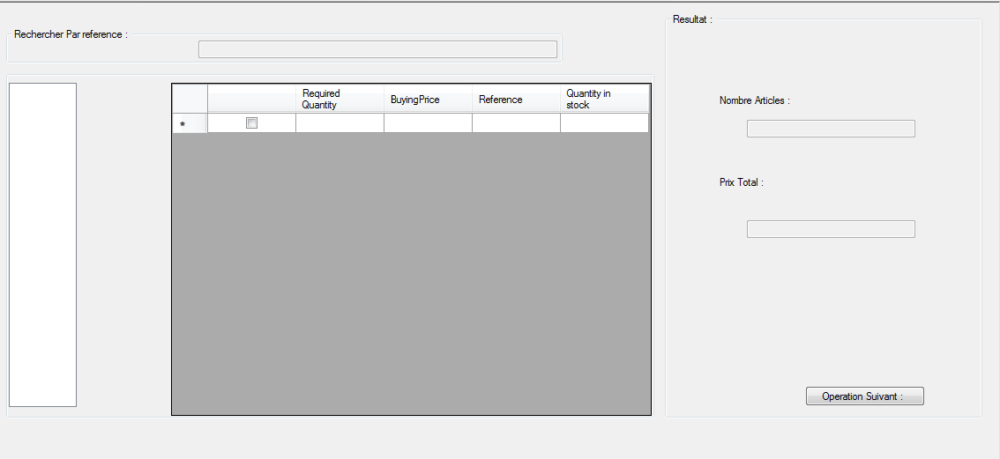 Resultat :
Rechercher Par reference :
Required
Quantity
BuyingPrice
Reference
Quantity in
stock
*
Nombre Articles :
Prix Total :
Operation Suivant :